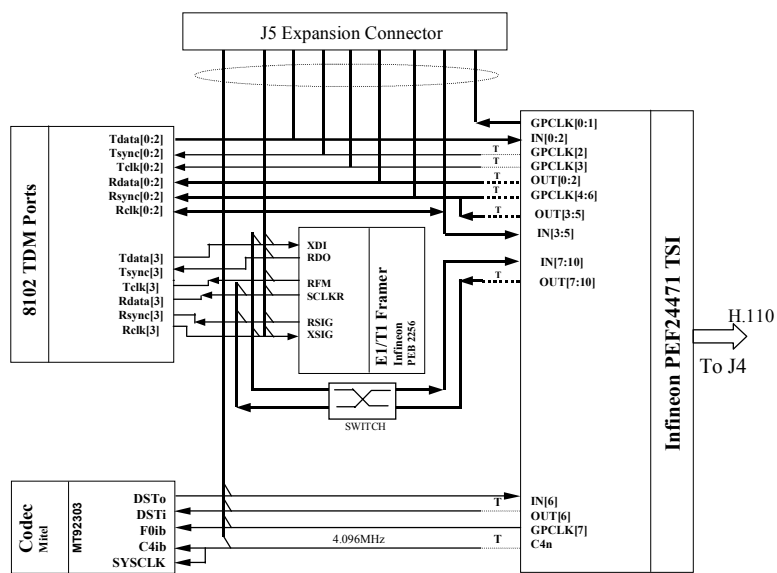 J5 Expansion Connector
8102 TDM Ports
Tdata[0:2]
Tsync[0:2]
Tclk[0:2]
Rdata[0:2]
Rsync[0:2]
Rclk[0:2]
Tdata[3]
Tsync[3]
Tclk[3]
Rdata[3]
Rsync[3]
Rclk[3]
XDI
RDO
RFM
SCLKR
RSIG
XSIG
E1/T1 Framer
Infineon
PEB 2256
SWITCH
T
T
T
T
T
T
GPCLK[0:1]
IN[0:2]
GPCLK[2]
GPCLK[3]
OUT[0:2]
GPCLK[4:6]
OUT[3:5]
IN[3:5]
IN[7:10]
OUT[7:10]
Infineon PEF24471 TSI
H.110
To J4
Codec
Mitel
MT92303
DSTo
DSTi
F0ib
C4ib
SYSCLK
4.096MHz
T
T
IN[6]
OUT[6]
GPCLK[7]
C4n